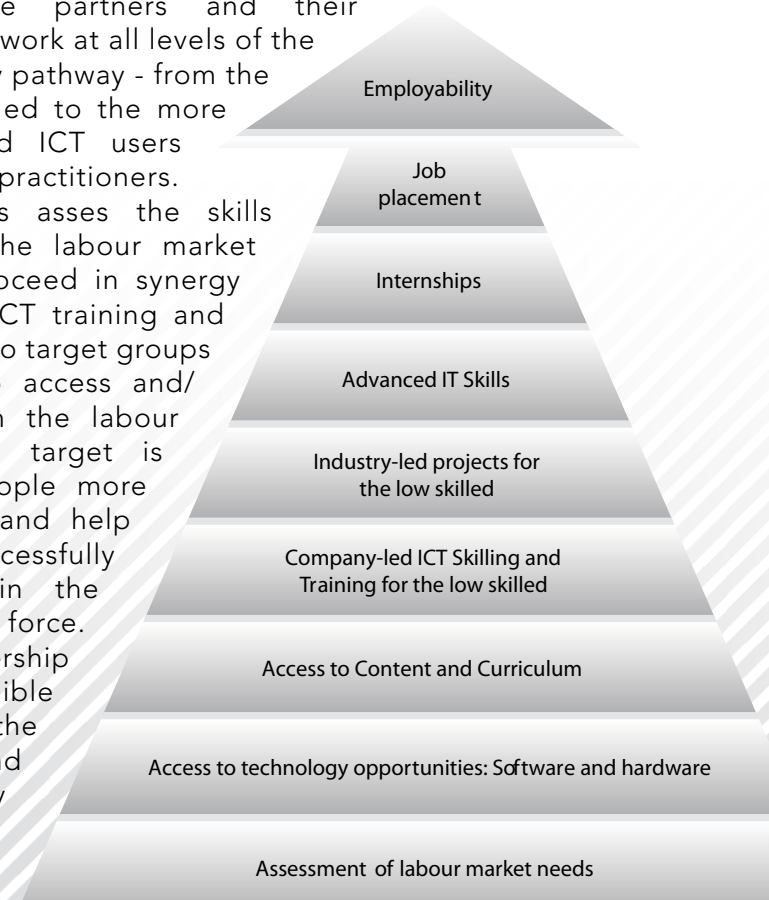 e partners and their
work at all levels of the
y pathway - from the
ed to the more
d ICT users
practitioners.
s asses the skills
he labour market
oceed in synergy
CT training and
o target groups
access and/
n the labour
target is
ople more
and help
cessfully
in the
force.
ership
ible
the
nd
y
Employability
Job
placement
Internships
Advanced IT Skills
Industry-led projects for
the low skilled
Company-led ICT Skilling and
Training for the low skilled
Access to Content and Curriculum
Access to technology opportunities: Software and hardware
Assessment of labour market needs